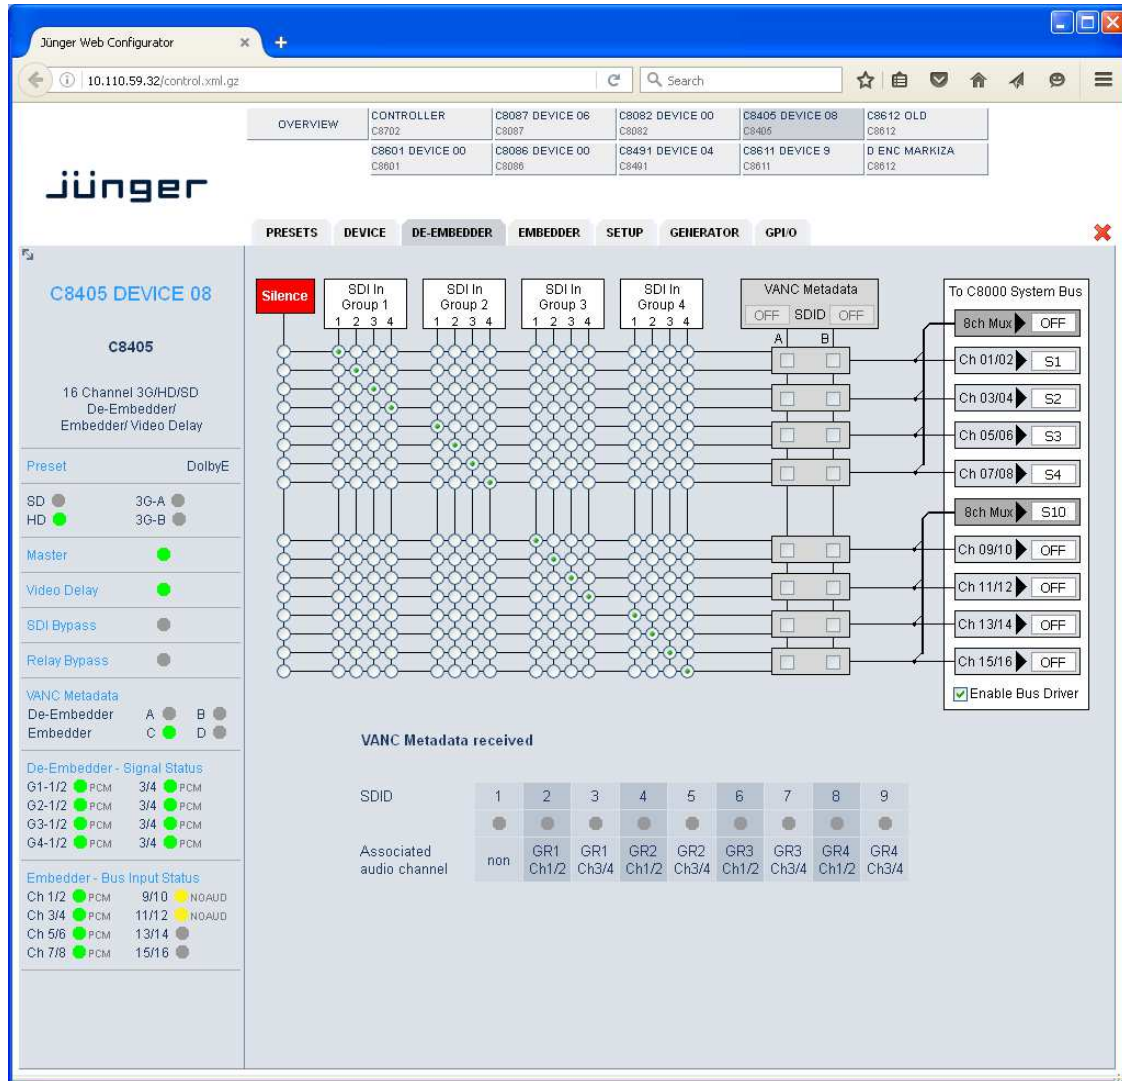 Jünger Web Configurator
10.110.59.32/control.xml.gz
Search
OVERVIEW
CONTROLLER
C8702
C8087 DEVICE 06
C8087
C8082 DEVICE 00
C8082
C8405 DEVICE 08
C8405
C8612 OLD
C8612
C8601 DEVICE 00
C8601
C8086 DEVICE 00
C8086
C8491 DEVICE 04
C8491
C8611 DEVICE 9
C8611
D ENC MARKIZA
C8612
jünger
PRESETS DEVICE DE-EMBEDDER EMBEDDER SETUP GENERATOR GPI/O
C8405 DEVICE 08
C8405
16 Channel 3G/HD/SD
De-Embedder/
Embedder/ Video Delay
Preset DolbyE
SD 3G-A
HD 3G-B
Master
Video Delay
SDI Bypass
Relay Bypass
VANC Metadata
De-Embedder A B
Embedder C D
De-Embedder - Signal Status
G1-1/2 PCM 3/4 PCM
G2-1/2 PCM 3/4 PCM
G3-1/2 PCM 3/4 PCM
G4-1/2 PCM 3/4 PCM
Embedder - Bus Input Status
Ch 1/2 PCM 9/10 NOAUD
Ch 3/4 PCM 11/12 NOAUD
Ch 5/6 PCM 13/14
Ch 7/8 PCM 15/16
Silence
SDI In
Group 1
1 2 3 4
SDI In
Group 2
1 2 3 4
SDI In
Group 3
1 2 3 4
SDI In
Group 4
1 2 3 4
VANC Metadata
OFF SDID OFF
A B
To C8000 System Bus
8ch Mux OFF
Ch 01/02 S1
Ch 03/04 S2
Ch 05/06 S3
Ch 07/08 S4
8ch Mux S10
Ch 09/10 OFF
Ch 11/12 OFF
Ch 13/14 OFF
Ch 15/16 OFF
Enable Bus Driver
VANC Metadata received
SDID 1 2 3 4 5 6 7 8 9
Associated
audio channel
non
GR1
Ch1/2
GR1
Ch3/4
GR2
Ch1/2
GR2
Ch3/4
GR3
Ch1/2
GR3
Ch3/4
GR4
Ch1/2
GR4
Ch3/4